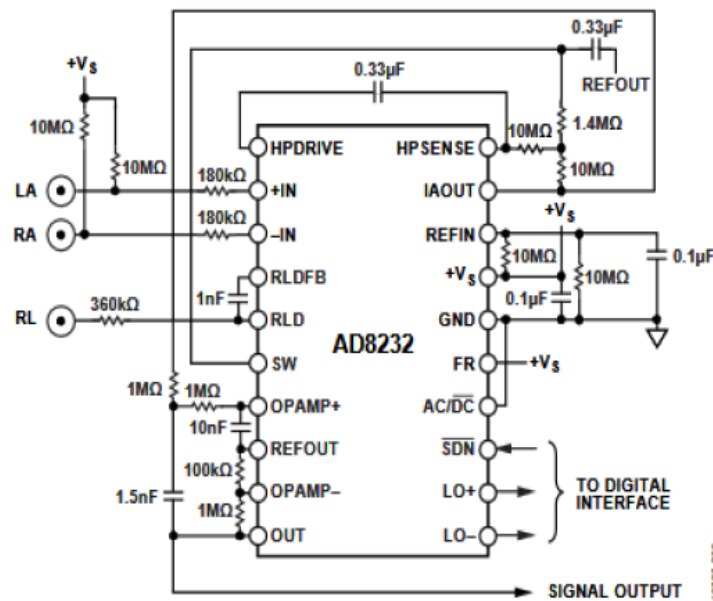 0.33µF
+Vs
0.33µF
REFOUT
10MΩ
10MΩ
1.4MΩ
HPDRIVE
HPSENSE
10MΩ
LA
180kΩ
+IN
IAOUT
10MΩ
+Vs
RA
180kΩ
–IN
REFIN
10MΩ
0.1µF
RLDFB
+Vs
10MΩ
1nF
0.1µF
RL
360kΩ
RLD
GND
AD8232
SW
FR
+Vs
1MΩ
1MΩ
OPAMP+
AC/DC
10nF
REFOUT
SDN
100kΩ
1.5nF
OPAMP–
LO+
TO DIGITAL
INTERFACE
1MΩ
OUT
LO–
SIGNAL OUTPUT